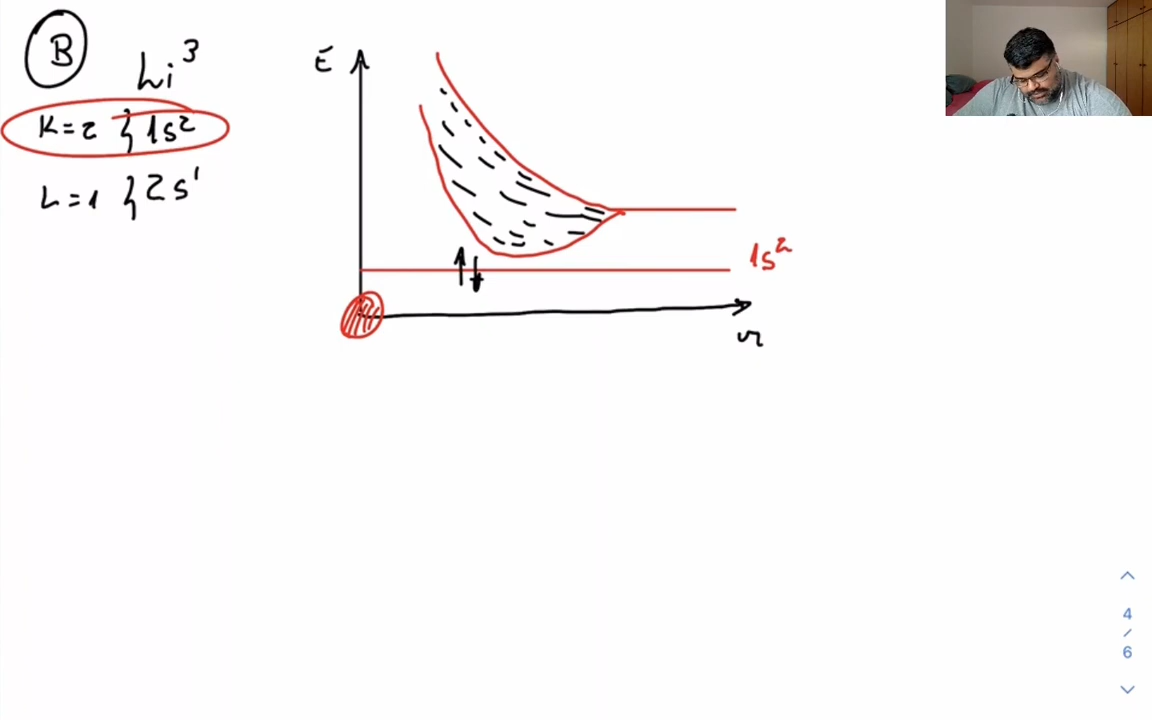 B
Li³
K=2 } 1s²
L=1 } 2s¹
E
1s²
r
4
/
6